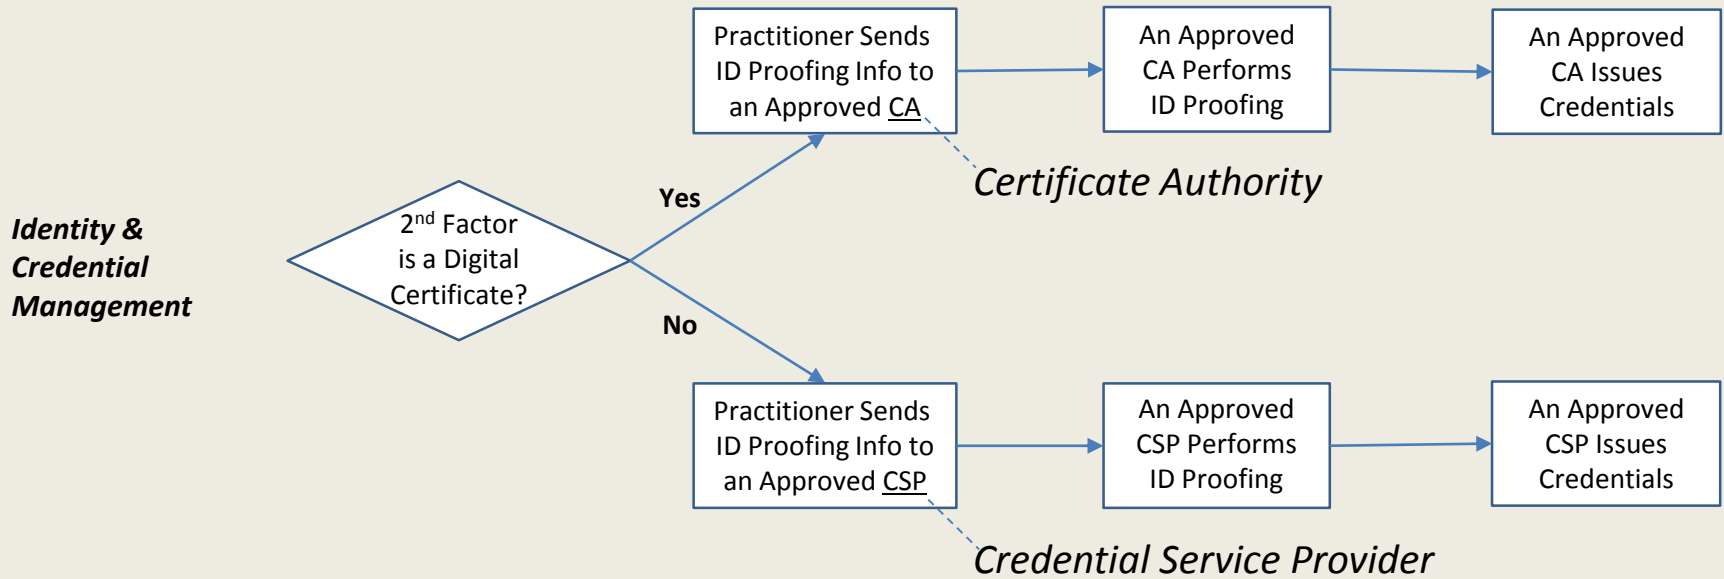 Practitioner Sends
ID Proofing Info to
an Approved CA
An Approved
CA Performs
ID Proofing
An Approved
CA Issues
Credentials
Certificate Authority
Yes
Identity &
Credential
Management
2nd Factor
is a Digital
Certificate?
No
Practitioner Sends
ID Proofing Info to
an Approved CSP
An Approved
CSP Performs
ID Proofing
An Approved
CSP Issues
Credentials
Credential Service Provider